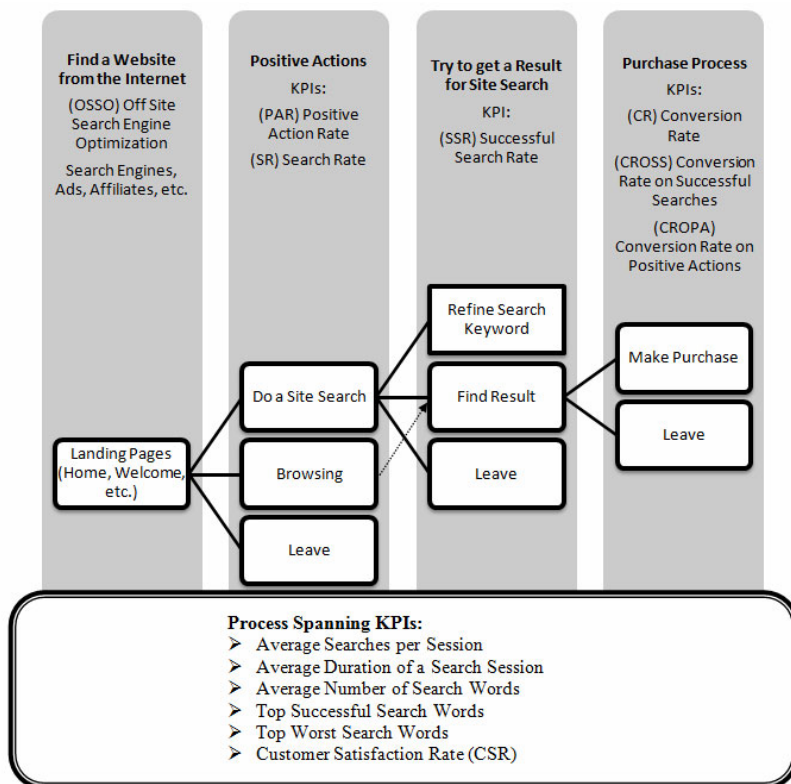 Find a Website
from the Internet
(OSSO) Off Site
Search Engine
Optimization
Search Engines,
Ads, Affiliates, etc.
Positive Actions
KPIs:
(PAR) Positive
Action Rate
(SR) Search Rate
Try to get a Result
for Site Search
KPI:
(SSR) Successful
Search Rate
Purchase Process
KPIs:
(CR) Conversion
Rate
(CROSS) Conversion
Rate on Successful
Searches
(CROPA)
Conversion Rate on
Positive Actions
Landing Pages
(Home, Welcome,
etc.)
Do a Site Search
Browsing
Leave
Refine Search
Keyword
Find Result
Leave
Make Purchase
Leave
Process Spanning KPIs:
➢ Average Searches per Session
➢ Average Duration of a Search Session
➢ Average Number of Search Words
➢ Top Successful Search Words
➢ Top Worst Search Words
➢ Customer Satisfaction Rate (CSR)